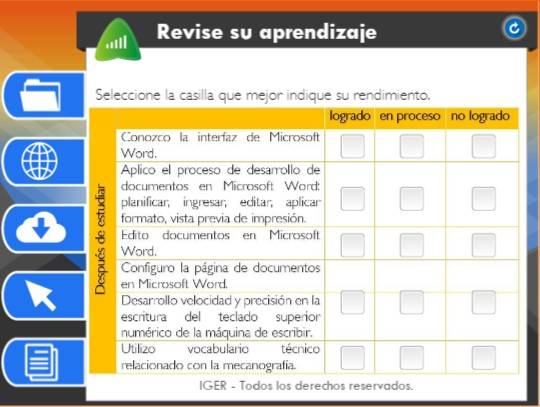 Revise su aprendizaje
Seleccione la casilla que mejor indique su rendimiento.
logrado en proceso no logrado
Después de estudiar
Conozco la interfaz de Microsoft
Word.
Aplico el proceso de desarrollo de
documentos en Microsoft Word:
planificar, ingresar, editar, aplicar
formato, vista previa de impresión.
Edito documentos en Microsoft
Word.
Configuro la página de documentos
en Microsoft Word.
Desarrollo velocidad y precisión en la
escritura del teclado superior
numérico de la máquina de escribir.
Utilizo vocabulario técnico
relacionado con la mecanografía.
IGER - Todos los derechos reservados.